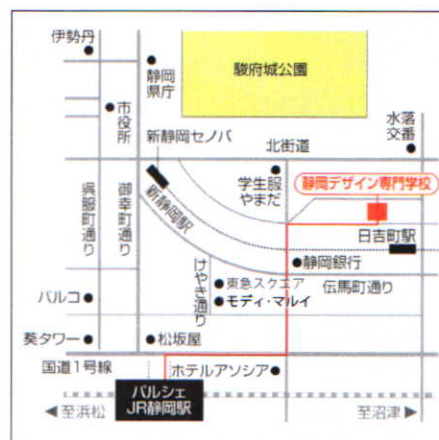 伊勢丹
静岡
県庁
駿府城公園
市役所
水落
交番
新静岡セノバ
北街道
学生服
やまだ
静岡デザイン専門学校
呉服町通り
御幸町通り
新静岡駅
日吉町駅
静岡銀行
けやき通り
東急スクエア
伝馬町通り
モディ・マルイ
パルコ
葵タワー
松坂屋
国道1号線
ホテルアソシア
パルシェ
JR静岡駅
◀至浜松
至沼津▶